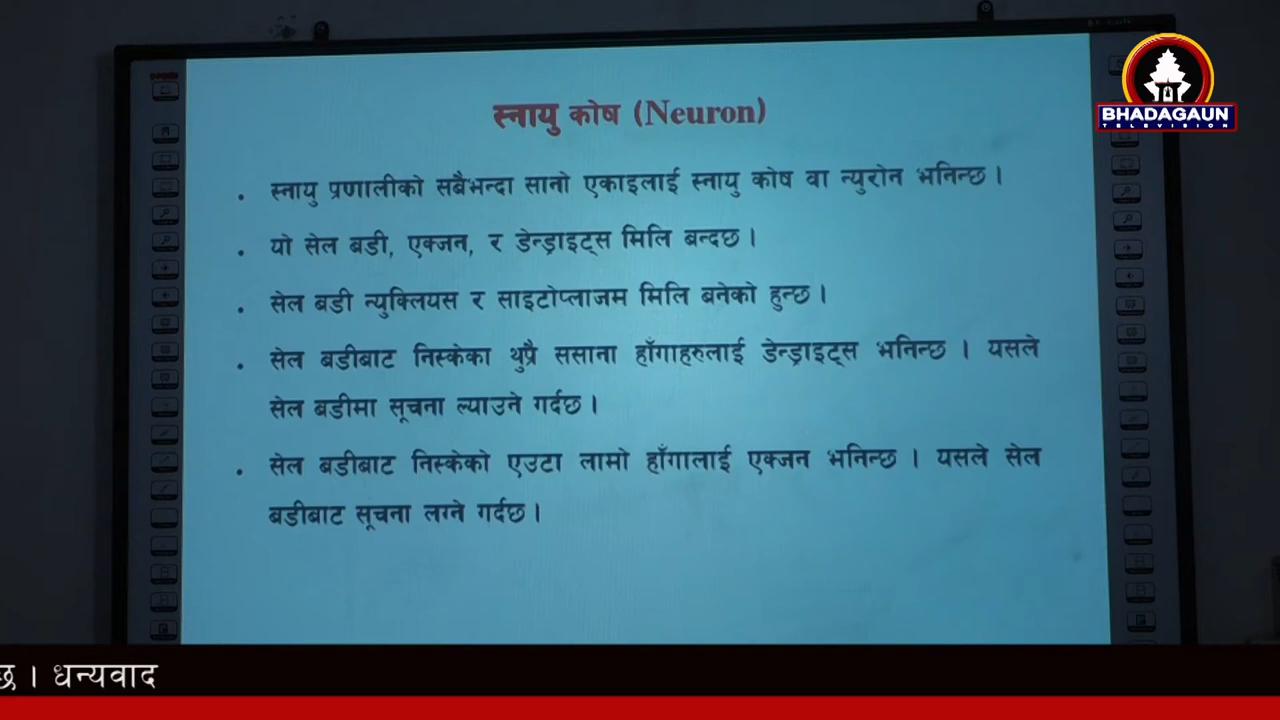 स्नायु कोष (Neuron)
• स्नायु प्रणालीको सबैभन्दा सानो एकाइलाई स्नायु कोष वा न्युरोन भनिन्छ।
• यो सेल बडी, एक्जन, र डेन्ड्राइट्स मिलि बन्दछ।
• सेल बडी न्युक्लियस र साइटोप्लाजम मिलि बनेको हुन्छ।
• सेल बडीबाट निस्केका थुप्रै ससाना हाँगाहरुलाई डेन्ड्राइट्स भनिन्छ । यसले
सेल बडीमा सूचना ल्याउने गर्दछ।
• सेल बडीबाट निस्केको एउटा लामो हाँगालाई एक्जन भनिन्छ । यसले सेल
बडीबाट सूचना लग्ने गर्दछ।
BHADAGAUN
TELEVISION
छ । धन्यवाद